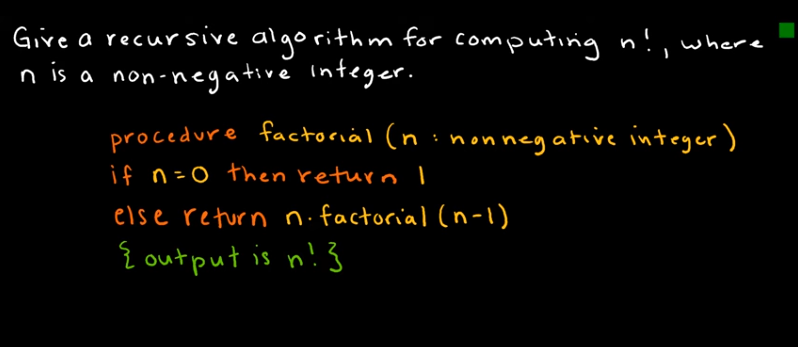 Give a recursive algorithm for computing n!, where
n is a non-negative integer.
procedure factorial (n : nonnegative integer)
if n=0 then return 1
else return n·factorial (n-1)
{output is n!}